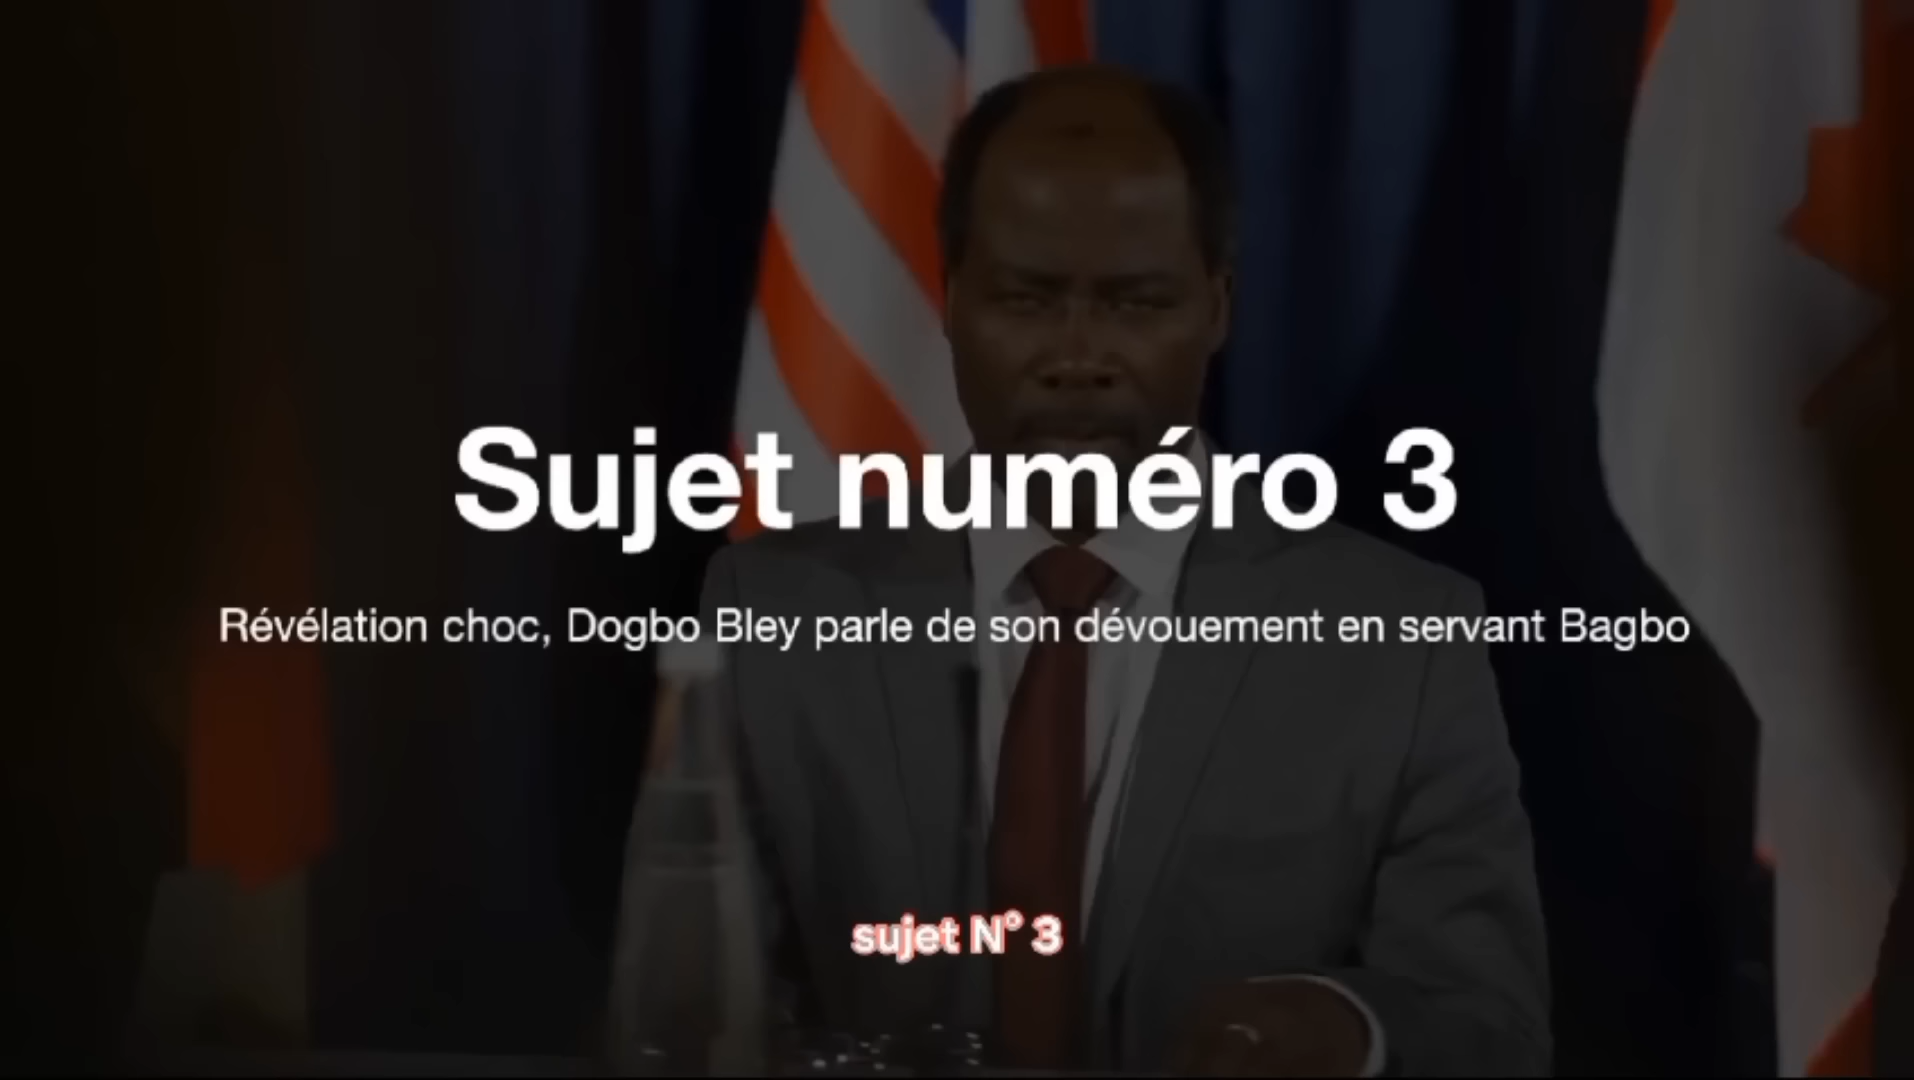 Sujet numéro 3
Révélation choc, Dogbo Bley parle de son dévouement en servant Bagbo
sujet N° 3